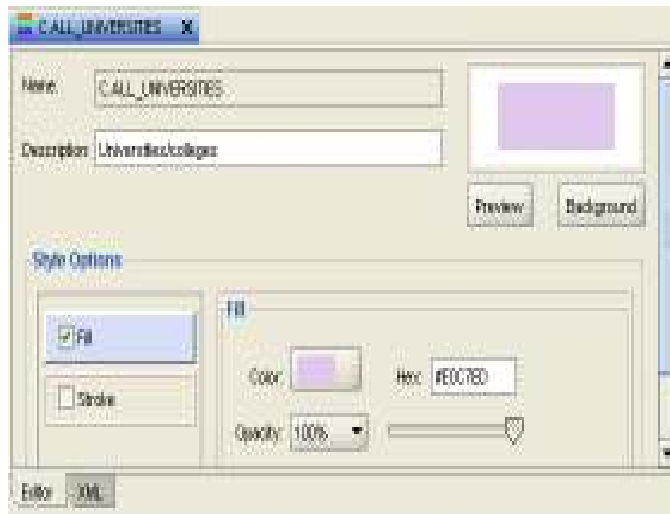 C.ALL_UNIVERSITIES X
Name: C.ALL_UNIVERSITIES
Description: Universities/colleges
Preview Background
Style Options
Fill
Fill
Color: Hex:
Stroke
Opacity: 100%
Editor XML